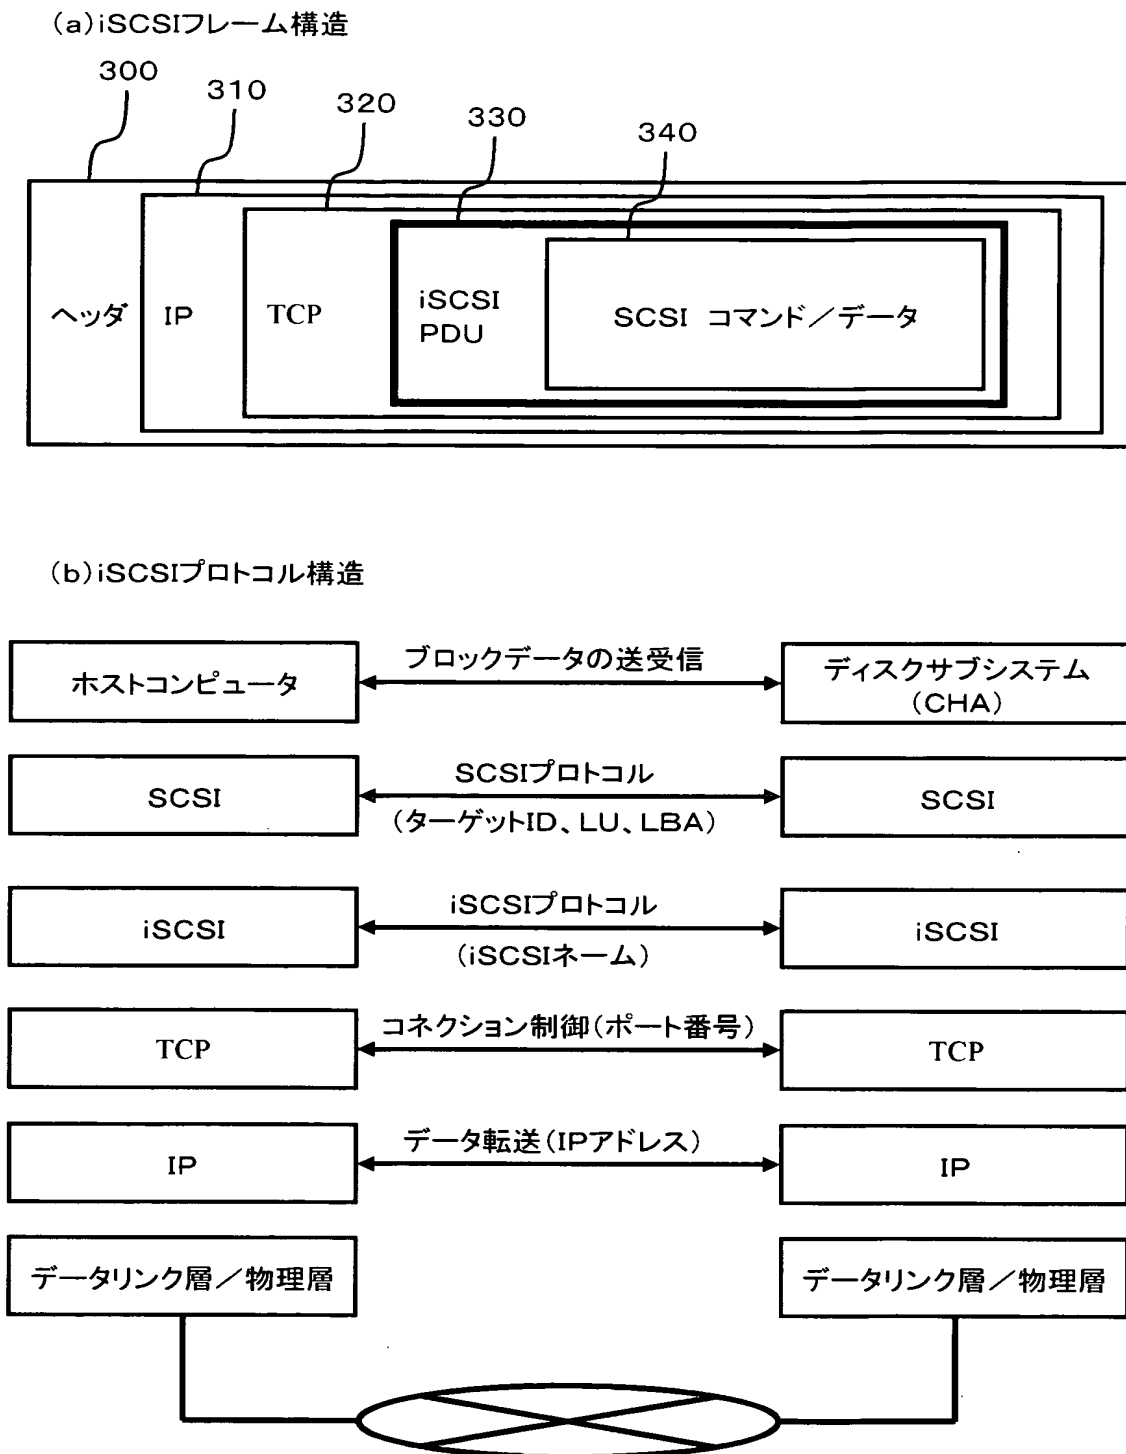 (a)iSCSIフレーム構造
300
310
320
330
340
ヘッダ
IP
TCP
iSCSI
PDU
SCSI コマンド／データ
(b)iSCSIプロトコル構造
ホストコンピュータ
ブロックデータの送受信
ディスクサブシステム
(CHA)
SCSI
SCSIプロトコル
(ターゲットID、LU、LBA)
SCSI
iSCSI
iSCSIプロトコル
(iSCSIネーム)
iSCSI
TCP
コネクション制御(ポート番号)
TCP
IP
データ転送(IPアドレス)
IP
データリンク層／物理層
データリンク層／物理層